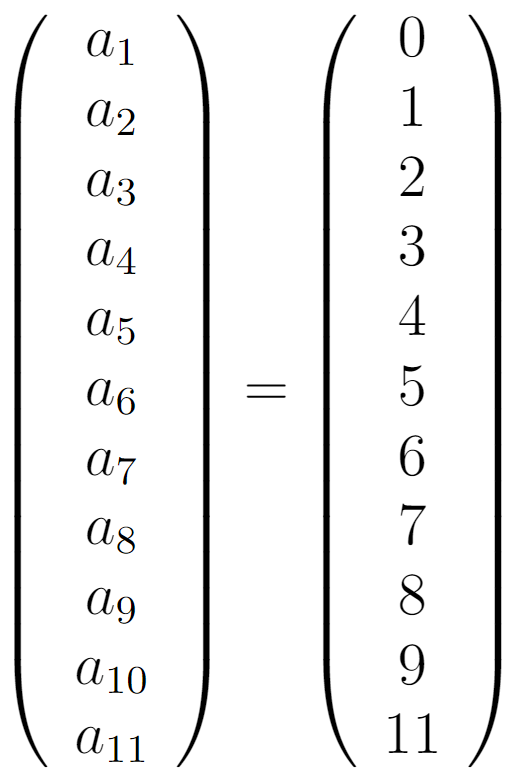 a₁ 0
a₂ 1
a₃ 2
a₄ 3
a₅ 4
a₆ = 5
a₇ 6
a₈ 7
a₉ 8
a₁₀ 9
a₁₁ 11